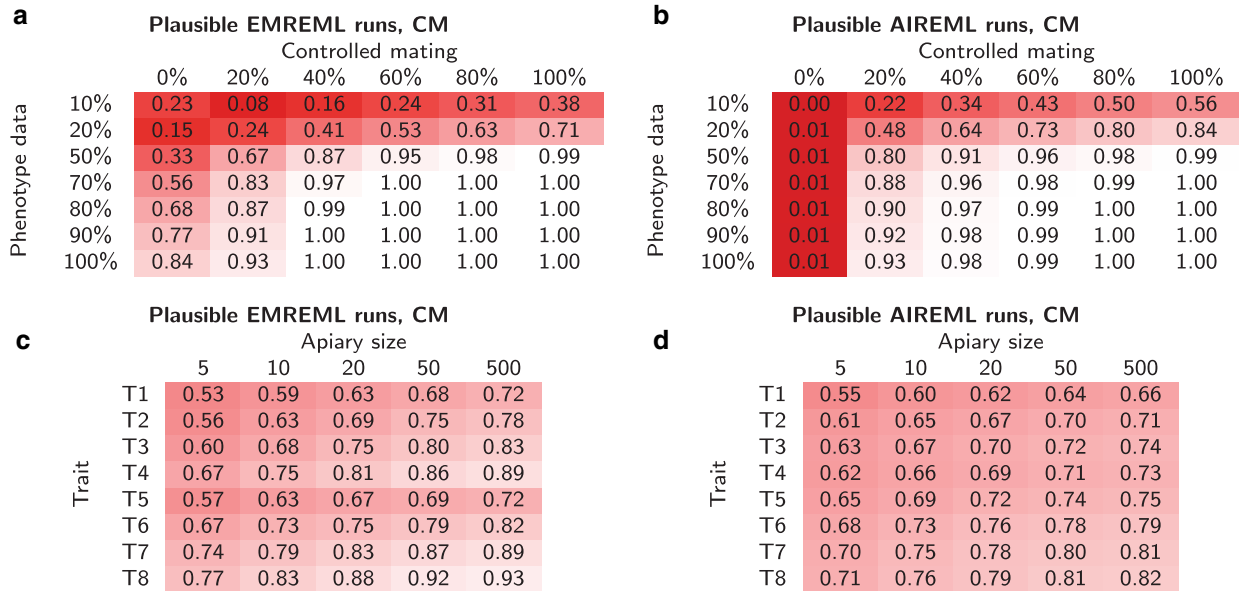 a
Plausible EMREML runs, CM
Controlled mating
0% 20% 40% 60% 80% 100%
Phenotype data
10% 0.23 0.08 0.16 0.24 0.31 0.38
20% 0.15 0.24 0.41 0.53 0.63 0.71
50% 0.33 0.67 0.87 0.95 0.98 0.99
70% 0.56 0.83 0.97 1.00 1.00 1.00
80% 0.68 0.87 0.99 1.00 1.00 1.00
90% 0.77 0.91 1.00 1.00 1.00 1.00
100% 0.84 0.93 1.00 1.00 1.00 1.00
b
Plausible AIREML runs, CM
Controlled mating
0% 20% 40% 60% 80% 100%
Phenotype data
10% 0.00 0.22 0.34 0.43 0.50 0.56
20% 0.01 0.48 0.64 0.73 0.80 0.84
50% 0.01 0.80 0.91 0.96 0.98 0.99
70% 0.01 0.88 0.96 0.98 0.99 1.00
80% 0.01 0.90 0.97 0.99 1.00 1.00
90% 0.01 0.92 0.98 0.99 1.00 1.00
100% 0.01 0.93 0.98 0.99 1.00 1.00
c
Plausible EMREML runs, CM
Apiary size
5 10 20 50 500
Trait
T1 0.53 0.59 0.63 0.68 0.72
T2 0.56 0.63 0.69 0.75 0.78
T3 0.60 0.68 0.75 0.80 0.83
T4 0.67 0.75 0.81 0.86 0.89
T5 0.57 0.63 0.67 0.69 0.72
T6 0.67 0.73 0.75 0.79 0.82
T7 0.74 0.79 0.83 0.87 0.89
T8 0.77 0.83 0.88 0.92 0.93
d
Plausible AIREML runs, CM
Apiary size
5 10 20 50 500
Trait
T1 0.55 0.60 0.62 0.64 0.66
T2 0.61 0.65 0.67 0.70 0.71
T3 0.63 0.67 0.70 0.72 0.74
T4 0.62 0.66 0.69 0.71 0.73
T5 0.65 0.69 0.72 0.74 0.75
T6 0.68 0.73 0.76 0.78 0.79
T7 0.70 0.75 0.78 0.80 0.81
T8 0.71 0.76 0.79 0.81 0.82